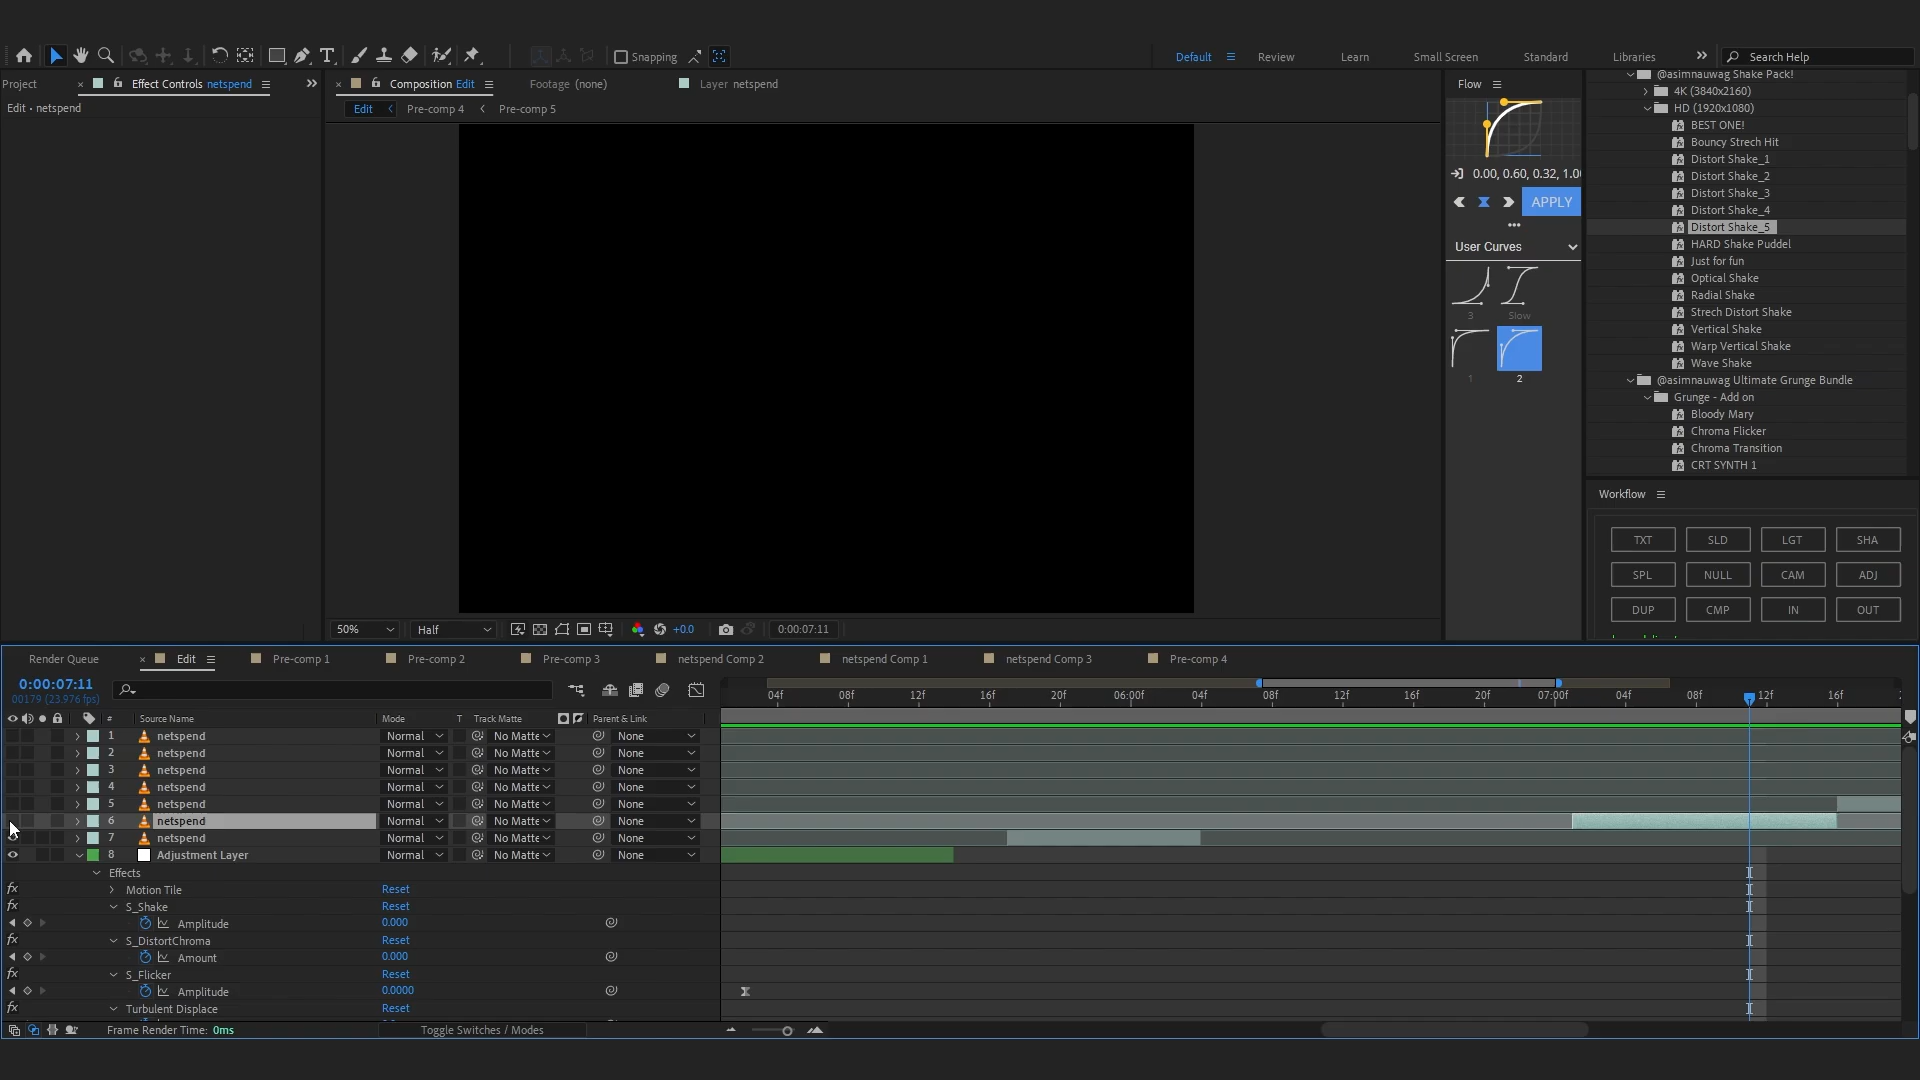 Snapping
Default
Review
Learn
Small Screen
Standard
Libraries
Search Help
Project
Effect Controls netspend
Composition Edit
Footage (none)
Layer netspend
Flow
Edit • netspend
Edit
Pre-comp 4
Pre-comp 5
0.00, 0.60, 0.32, 1.0
APPLY
User Curves
3
Slow
1
2
@asimnauwag Shake Pack!
4K (3840x2160)
HD (1920x1080)
BEST ONE!
Bouncy Strech Hit
Distort Shake_1
Distort Shake_2
Distort Shake_3
Distort Shake_4
Distort Shake_5
HARD Shake Puddel
Just for fun
Optical Shake
Radial Shake
Strech Distort Shake
Vertical Shake
Warp Vertical Shake
Wave Shake
@asimnauwag Ultimate Grunge Bundle
Grunge - Add on
Bloody Mary
Chroma Flicker
Chroma Transition
CRT SYNTH 1
Workflow
TXT SLD LGT SHA
SPL NULL CAM ADJ
DUP CMP IN OUT
50%
Half
+0.0
0:00:07:11
Render Queue
Edit
Pre-comp 1
Pre-comp 2
Pre-comp 3
netspend Comp 2
netspend Comp 1
netspend Comp 3
Pre-comp 4
0:00:07:11
00179 (23.976 fps)
04f 08f 12f 16f 20f 06:00f 04f 08f 12f 16f 20f 07:00f 04f 08f 12f 16f
# Source Name Mode T Track Matte Parent & Link
1 netspend Normal No Matte None
2 netspend Normal No Matte None
3 netspend Normal No Matte None
4 netspend Normal No Matte None
5 netspend Normal No Matte None
6 netspend Normal No Matte None
7 netspend Normal No Matte None
8 Adjustment Layer Normal No Matte None
Effects
fx Motion Tile Reset
fx S_Shake Reset
Amplitude 0.000
fx S_DistortChroma Reset
Amount 0.000
fx S_Flicker Reset
Amplitude 0.0000
fx Turbulent Displace Reset
Frame Render Time: 0ms
Toggle Switches / Modes